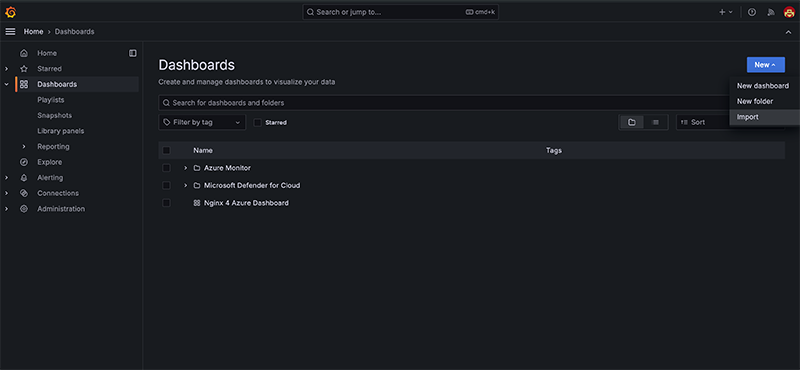 Search or jump to...
cmd+k
Home › Dashboards
Home
Starred
Dashboards
Playlists
Snapshots
Library panels
Reporting
Explore
Alerting
Connections
Administration
Dashboards
Create and manage dashboards to visualize your data
New
New dashboard
New folder
Import
Search for dashboards and folders
Filter by tag
Starred
Sort
Name Tags
Azure Monitor
Microsoft Defender for Cloud
Nginx 4 Azure Dashboard